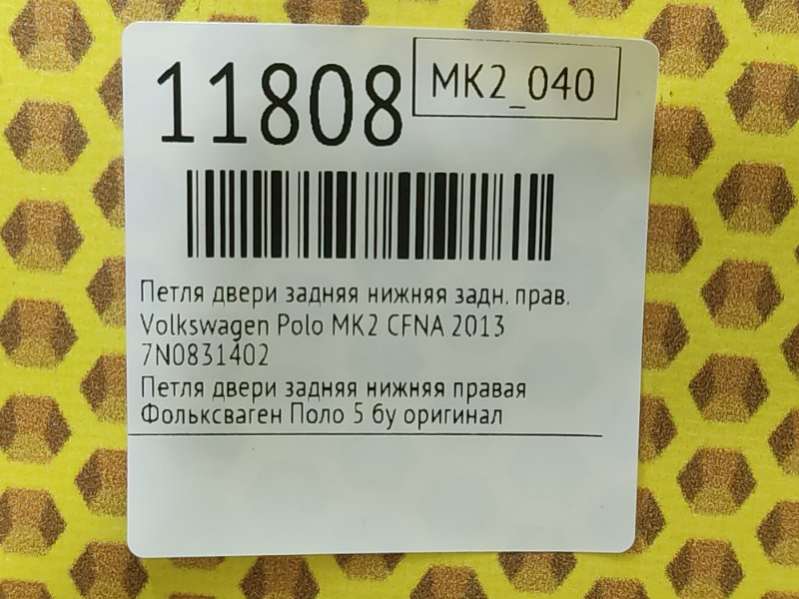 11808
MK2_040
Петля двери задняя нижняя задн. прав.
Volkswagen Polo MK2 CFNA 2013
7N0831402
Петля двери задняя нижняя правая
Фольксваген Поло 5 бу оригинал